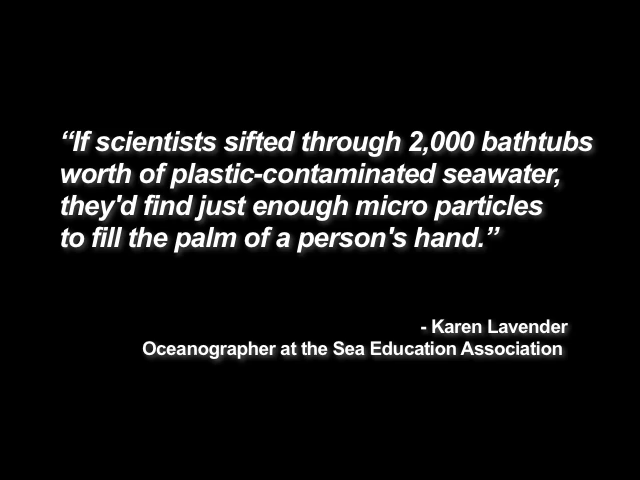 “If scientists sifted through 2,000 bathtubs
worth of plastic-contaminated seawater,
they'd find just enough micro particles
to fill the palm of a person's hand.”
- Karen Lavender
Oceanographer at the Sea Education Association